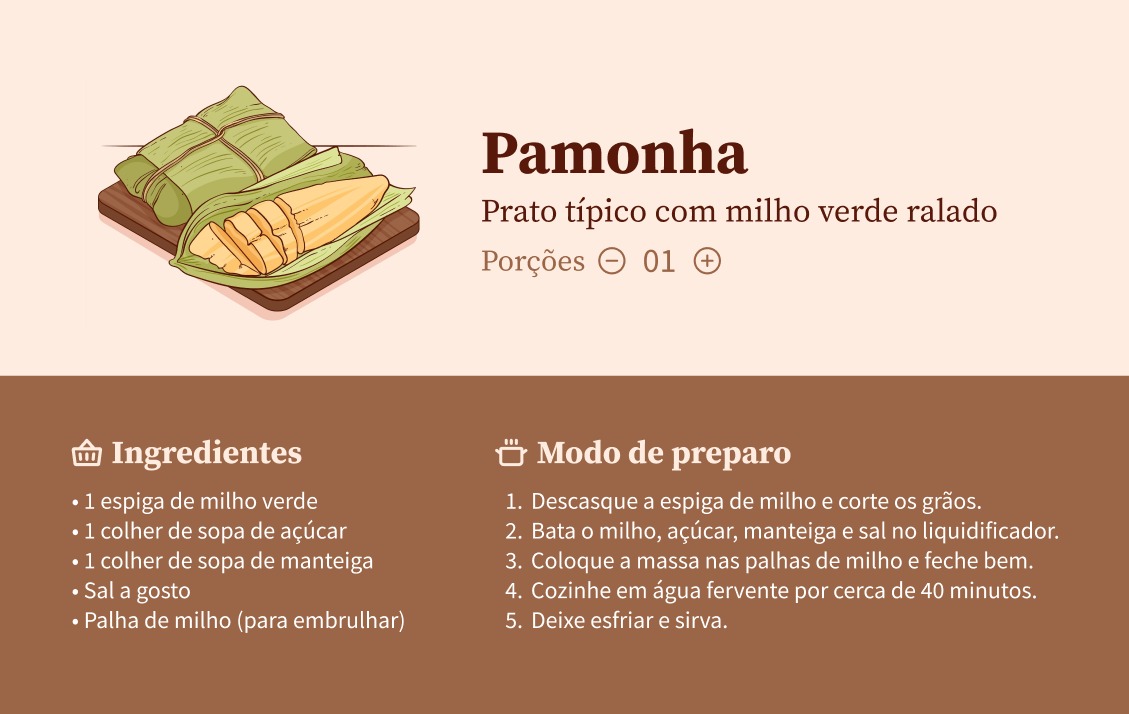 Pamonha
Prato típico com milho verde ralado
Porções 01
Ingredientes
• 1 espiga de milho verde
• 1 colher de sopa de açúcar
• 1 colher de sopa de manteiga
• Sal a gosto
• Palha de milho (para embrulhar)
Modo de preparo
1. Descasque a espiga de milho e corte os grãos.
2. Bata o milho, açúcar, manteiga e sal no liquidificador.
3. Coloque a massa nas palhas de milho e feche bem.
4. Cozinhe em água fervente por cerca de 40 minutos.
5. Deixe esfriar e sirva.